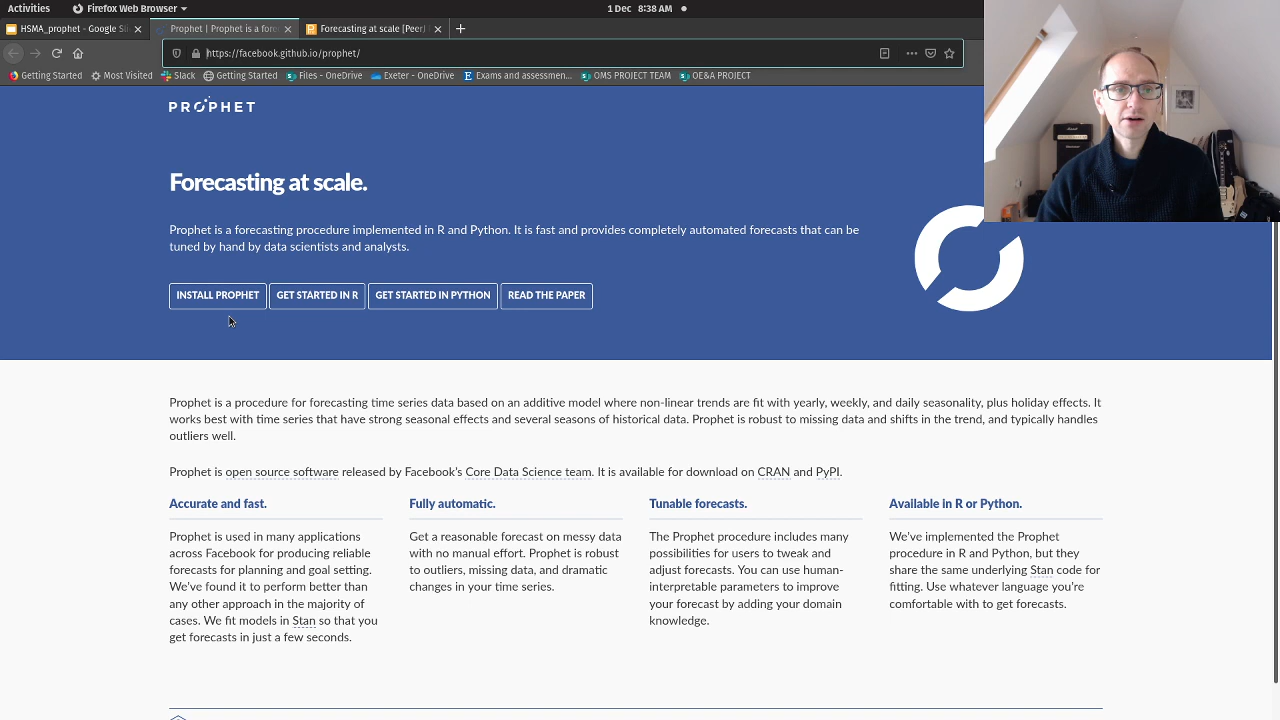 Activities
Firefox Web Browser
1 Dec 8:38 AM
HSMA_prophet - Google Sli
Prophet | Prophet is a fore
Forecasting at scale [PeerJ
https://facebook.github.io/prophet/
Getting Started
Most Visited
Slack
Getting Started
Files - OneDrive
Exeter - OneDrive
Exams and assessmen...
OMS PROJECT TEAM
OE&A PROJECT
PROPHET
Forecasting at scale.
Prophet is a forecasting procedure implemented in R and Python. It is fast and provides completely automated forecasts that can be
tuned by hand by data scientists and analysts.
INSTALL PROPHET
GET STARTED IN R
GET STARTED IN PYTHON
READ THE PAPER
Prophet is a procedure for forecasting time series data based on an additive model where non-linear trends are fit with yearly, weekly, and daily seasonality, plus holiday effects. It
works best with time series that have strong seasonal effects and several seasons of historical data. Prophet is robust to missing data and shifts in the trend, and typically handles
outliers well.
Prophet is open source software released by Facebook's Core Data Science team. It is available for download on CRAN and PyPI.
Accurate and fast.
Prophet is used in many applications
across Facebook for producing reliable
forecasts for planning and goal setting.
We've found it to perform better than
any other approach in the majority of
cases. We fit models in Stan so that you
get forecasts in just a few seconds.
Fully automatic.
Get a reasonable forecast on messy data
with no manual effort. Prophet is robust
to outliers, missing data, and dramatic
changes in your time series.
Tunable forecasts.
The Prophet procedure includes many
possibilities for users to tweak and
adjust forecasts. You can use human-
interpretable parameters to improve
your forecast by adding your domain
knowledge.
Available in R or Python.
We've implemented the Prophet
procedure in R and Python, but they
share the same underlying Stan code for
fitting. Use whatever language you're
comfortable with to get forecasts.